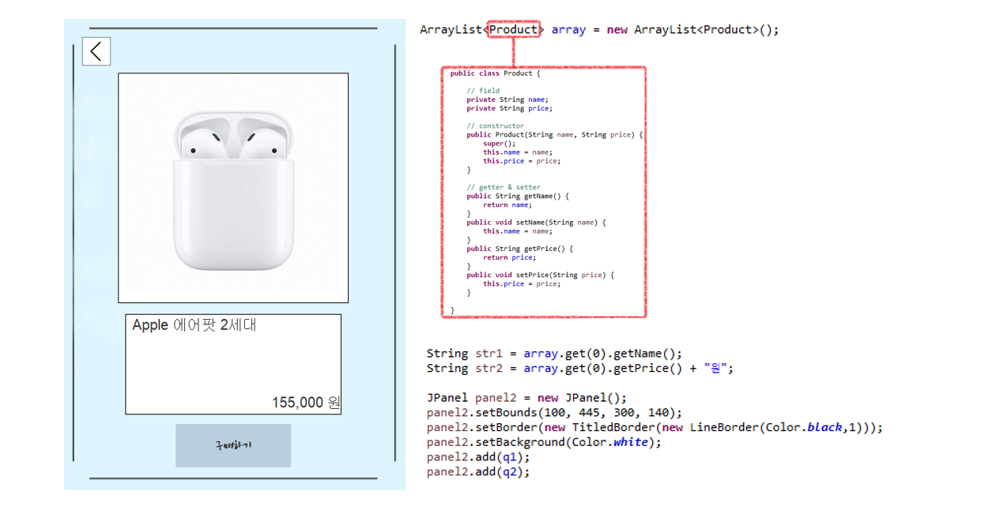 Apple 에어팟 2세대
155,000 원
구매하기
ArrayList<Product> array = new ArrayList<Product>();
public class Product {
// field
private String name;
private String price;
// constructor
public Product(String name, String price) {
super();
this.name = name;
this.price = price;
}
// getter & setter
public String getName() {
return name;
}
public void setName(String name) {
this.name = name;
}
public String getPrice() {
return price;
}
public void setPrice(String price) {
this.price = price;
}
}
String str1 = array.get(0).getName();
String str2 = array.get(0).getPrice() + "원";
JPanel panel2 = new JPanel();
panel2.setBounds(100, 445, 300, 140);
panel2.setBorder(new TitledBorder(new LineBorder(Color.black,1)));
panel2.setBackground(Color.white);
panel2.add(q1);
panel2.add(q2);